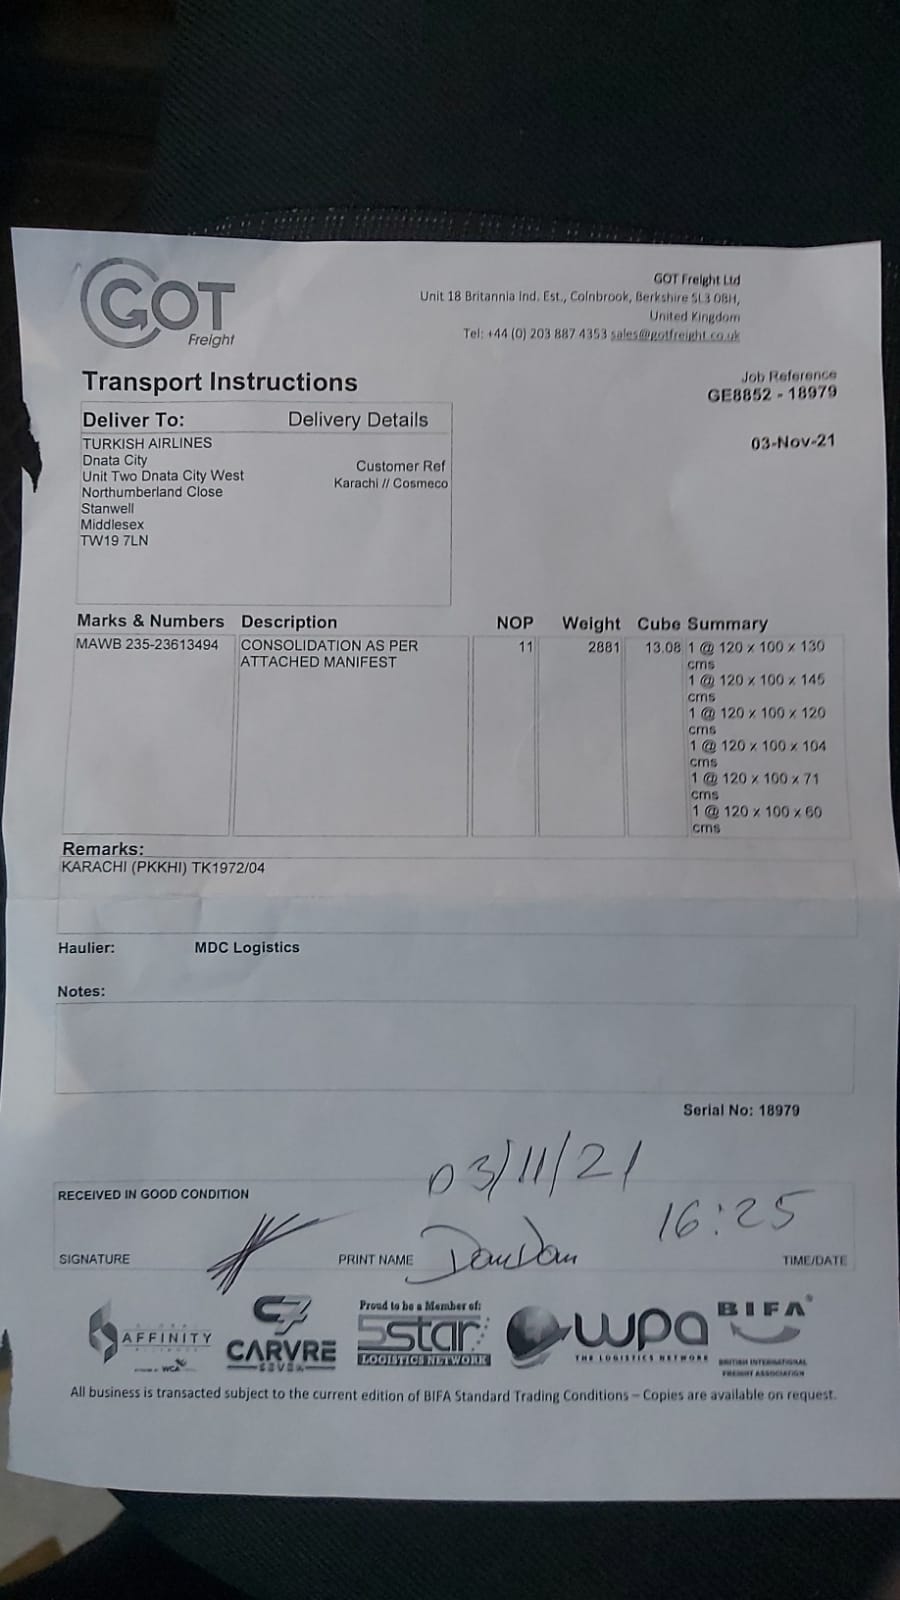 GOT
Freight
GOT Freight Ltd
Unit 18 Britannia Ind. Est., Colnbrook, Berkshire SL3 0BH,
United Kingdom
Tel: +44 (0) 203 887 4353 sales@gotfreight.co.uk
Transport Instructions
Job Reference
GE8852 - 18979
03-Nov-21
Deliver To: Delivery Details
TURKISH AIRLINES
Dnata City
Unit Two Dnata City West
Northumberland Close
Stanwell
Middlesex
TW19 7LN
Customer Ref
Karachi // Cosmeco
Marks & Numbers Description NOP Weight Cube Summary
MAWB 235-23613494 CONSOLIDATION AS PER 11 2881 13.08 1 @ 120 x 100 x 130
ATTACHED MANIFEST cms
1 @ 120 x 100 x 145
cms
1 @ 120 x 100 x 120
cms
1 @ 120 x 100 x 104
cms
1 @ 120 x 100 x 71
cms
1 @ 120 x 100 x 60
cms
Remarks:
KARACHI (PKKHI) TK1972/04
Haulier: MDC Logistics
Notes:
Serial No: 18979
03/11/21
RECEIVED IN GOOD CONDITION
16:25
SIGNATURE PRINT NAME DanDan TIME/DATE
AFFINITY
WCA
CARVRE
SEVEN
Proud to be a Member of:
5star
LOGISTICS NETWORK
wpa
THE LOGISTICS NETWORK
BIFA
BRITISH INTERNATIONAL
FREIGHT ASSOCIATION
All business is transacted subject to the current edition of BIFA Standard Trading Conditions – Copies are available on request.